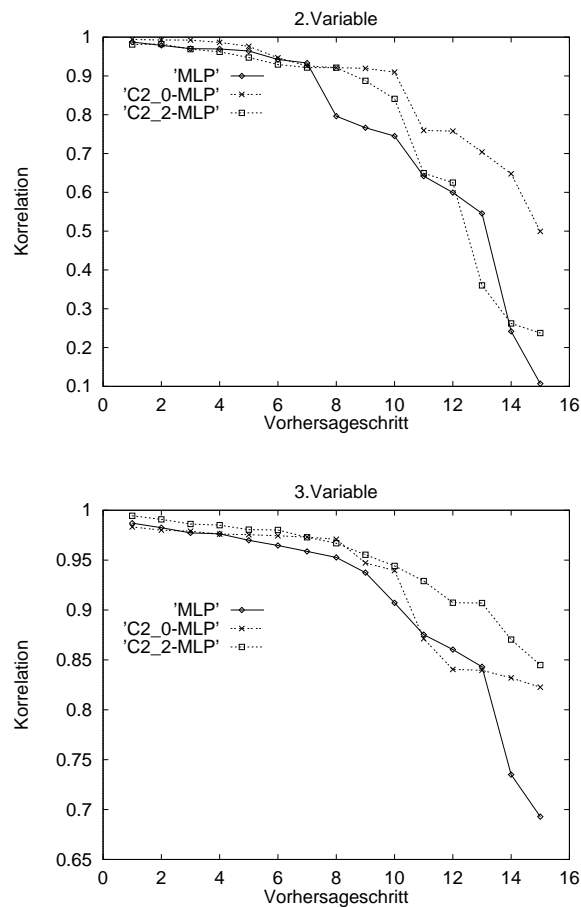 2.Variable
1
0.9
0.8
0.7
0.6
0.5
0.4
0.3
0.2
0.1
0 2 4 6 8 10 12 14 16
Korrelation
Vorhersageschritt
'MLP'
'C2_0-MLP'
'C2_2-MLP'
3.Variable
1
0.95
0.9
0.85
0.8
0.75
0.7
0.65
0 2 4 6 8 10 12 14 16
Korrelation
Vorhersageschritt
'MLP'
'C2_0-MLP'
'C2_2-MLP'